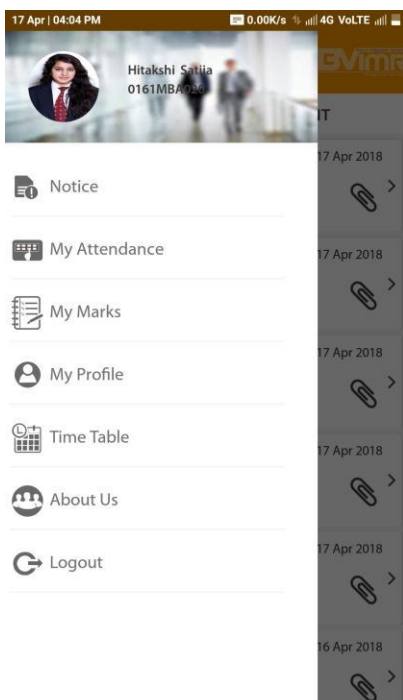 17 Apr | 04:04 PM 0.00K/s 4G VoLTE
BVIMR
Hitakshi Satija
IT
17 Apr 2018
Notice
17 Apr 2018
My Attendance
My Marks
17 Apr 2018
My Profile
17 Apr 2018
Time Table
About Us
17 Apr 2018
Logout
16 Apr 2018